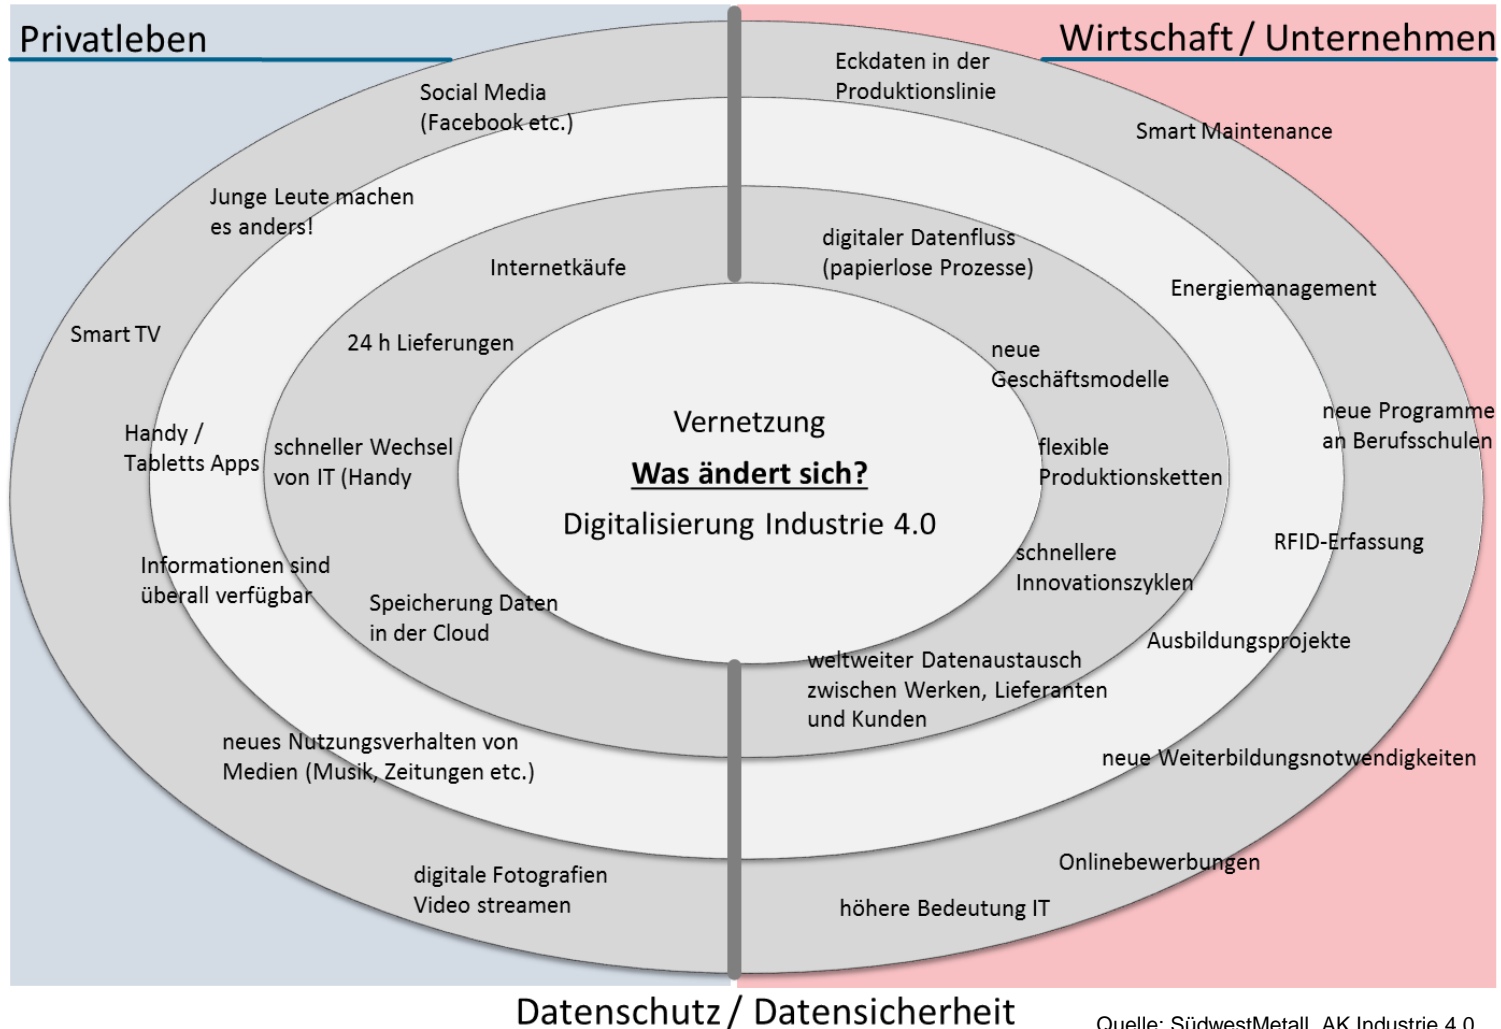 Privatleben
Wirtschaft / Unternehmen
Social Media
(Facebook etc.)
Junge Leute machen
es anders!
Internetkäufe
Smart TV
24 h Lieferungen
Handy /
Tabletts Apps
schneller Wechsel
von IT (Handy
Informationen sind
überall verfügbar
Speicherung Daten
in der Cloud
neues Nutzungsverhalten von
Medien (Musik, Zeitungen etc.)
digitale Fotografien
Video streamen
Vernetzung
Was ändert sich?
Digitalisierung Industrie 4.0
Eckdaten in der
Produktionslinie
Smart Maintenance
digitaler Datenfluss
(papierlose Prozesse)
Energiemanagement
neue
Geschäftsmodelle
neue Programme
an Berufsschulen
flexible
Produktionsketten
RFID-Erfassung
schnellere
Innovationszyklen
Ausbildungsprojekte
weltweiter Datenaustausch
zwischen Werken, Lieferanten
und Kunden
neue Weiterbildungsnotwendigkeiten
Onlinebewerbungen
höhere Bedeutung IT
Datenschutz / Datensicherheit
Quelle: SüdwestMetall, AK Industrie 4.0